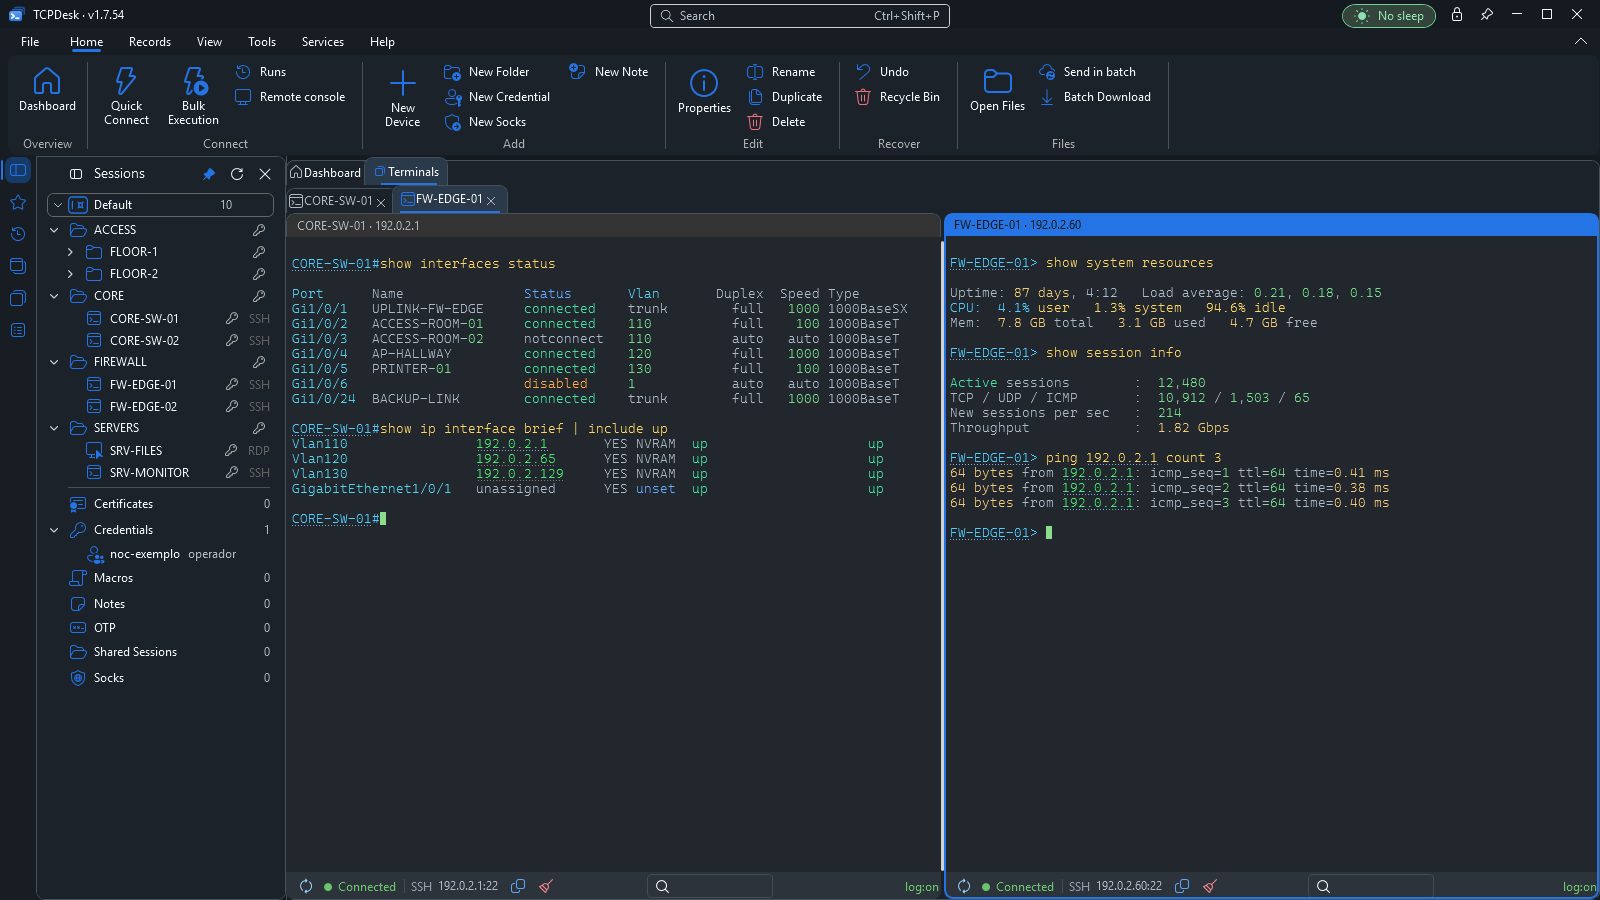 TCPDesk · v1.7.54
Search Ctrl+Shift+P
No sleep
File Home Records View Tools Services Help
Dashboard
Overview
Quick Connect
Bulk Execution
Runs
Remote console
Connect
New Device
New Folder
New Credential
New Socks
New Note
Add
Properties
Rename
Duplicate
Delete
Edit
Undo
Recycle Bin
Recover
Open Files
Send in batch
Batch Download
Files
Sessions
Default 10
ACCESS
FLOOR-1
FLOOR-2
CORE
CORE-SW-01 SSH
CORE-SW-02 SSH
FIREWALL
FW-EDGE-01 SSH
FW-EDGE-02 SSH
SERVERS
SRV-FILES RDP
SRV-MONITOR SSH
Certificates 0
Credentials 1
noc-exemplo operador
Macros 0
Notes 0
OTP 0
Shared Sessions 0
Socks 0
Dashboard Terminals
CORE-SW-01 FW-EDGE-01
CORE-SW-01 · 192.0.2.1
CORE-SW-01#show interfaces status
Port Name Status Vlan Duplex Speed Type
Gi1/0/1 UPLINK-FW-EDGE connected trunk full 1000 1000BaseSX
Gi1/0/2 ACCESS-ROOM-01 connected 110 full 100 1000BaseT
Gi1/0/3 ACCESS-ROOM-02 notconnect 110 auto auto 1000BaseT
Gi1/0/4 AP-HALLWAY connected 120 full 1000 1000BaseT
Gi1/0/5 PRINTER-01 connected 130 full 100 1000BaseT
Gi1/0/6 disabled 1 auto auto 1000BaseT
Gi1/0/24 BACKUP-LINK connected trunk full 1000 1000BaseT
CORE-SW-01#show ip interface brief | include up
Vlan110 192.0.2.1 YES NVRAM up up
Vlan120 192.0.2.65 YES NVRAM up up
Vlan130 192.0.2.129 YES NVRAM up up
GigabitEthernet1/0/1 unassigned YES unset up up
CORE-SW-01#
Connected SSH 192.0.2.1:22 log:on
FW-EDGE-01 · 192.0.2.60
FW-EDGE-01> show system resources
Uptime: 87 days, 4:12 Load average: 0.21, 0.18, 0.15
CPU: 4.1% user 1.3% system 94.6% idle
Mem: 7.8 GB total 3.1 GB used 4.7 GB free
FW-EDGE-01> show session info
Active sessions : 12,480
TCP / UDP / ICMP : 10,912 / 1,503 / 65
New sessions per sec : 214
Throughput : 1.82 Gbps
FW-EDGE-01> ping 192.0.2.1 count 3
64 bytes from 192.0.2.1: icmp_seq=1 ttl=64 time=0.41 ms
64 bytes from 192.0.2.1: icmp_seq=2 ttl=64 time=0.38 ms
64 bytes from 192.0.2.1: icmp_seq=3 ttl=64 time=0.40 ms
FW-EDGE-01>
Connected SSH 192.0.2.60:22 log:on